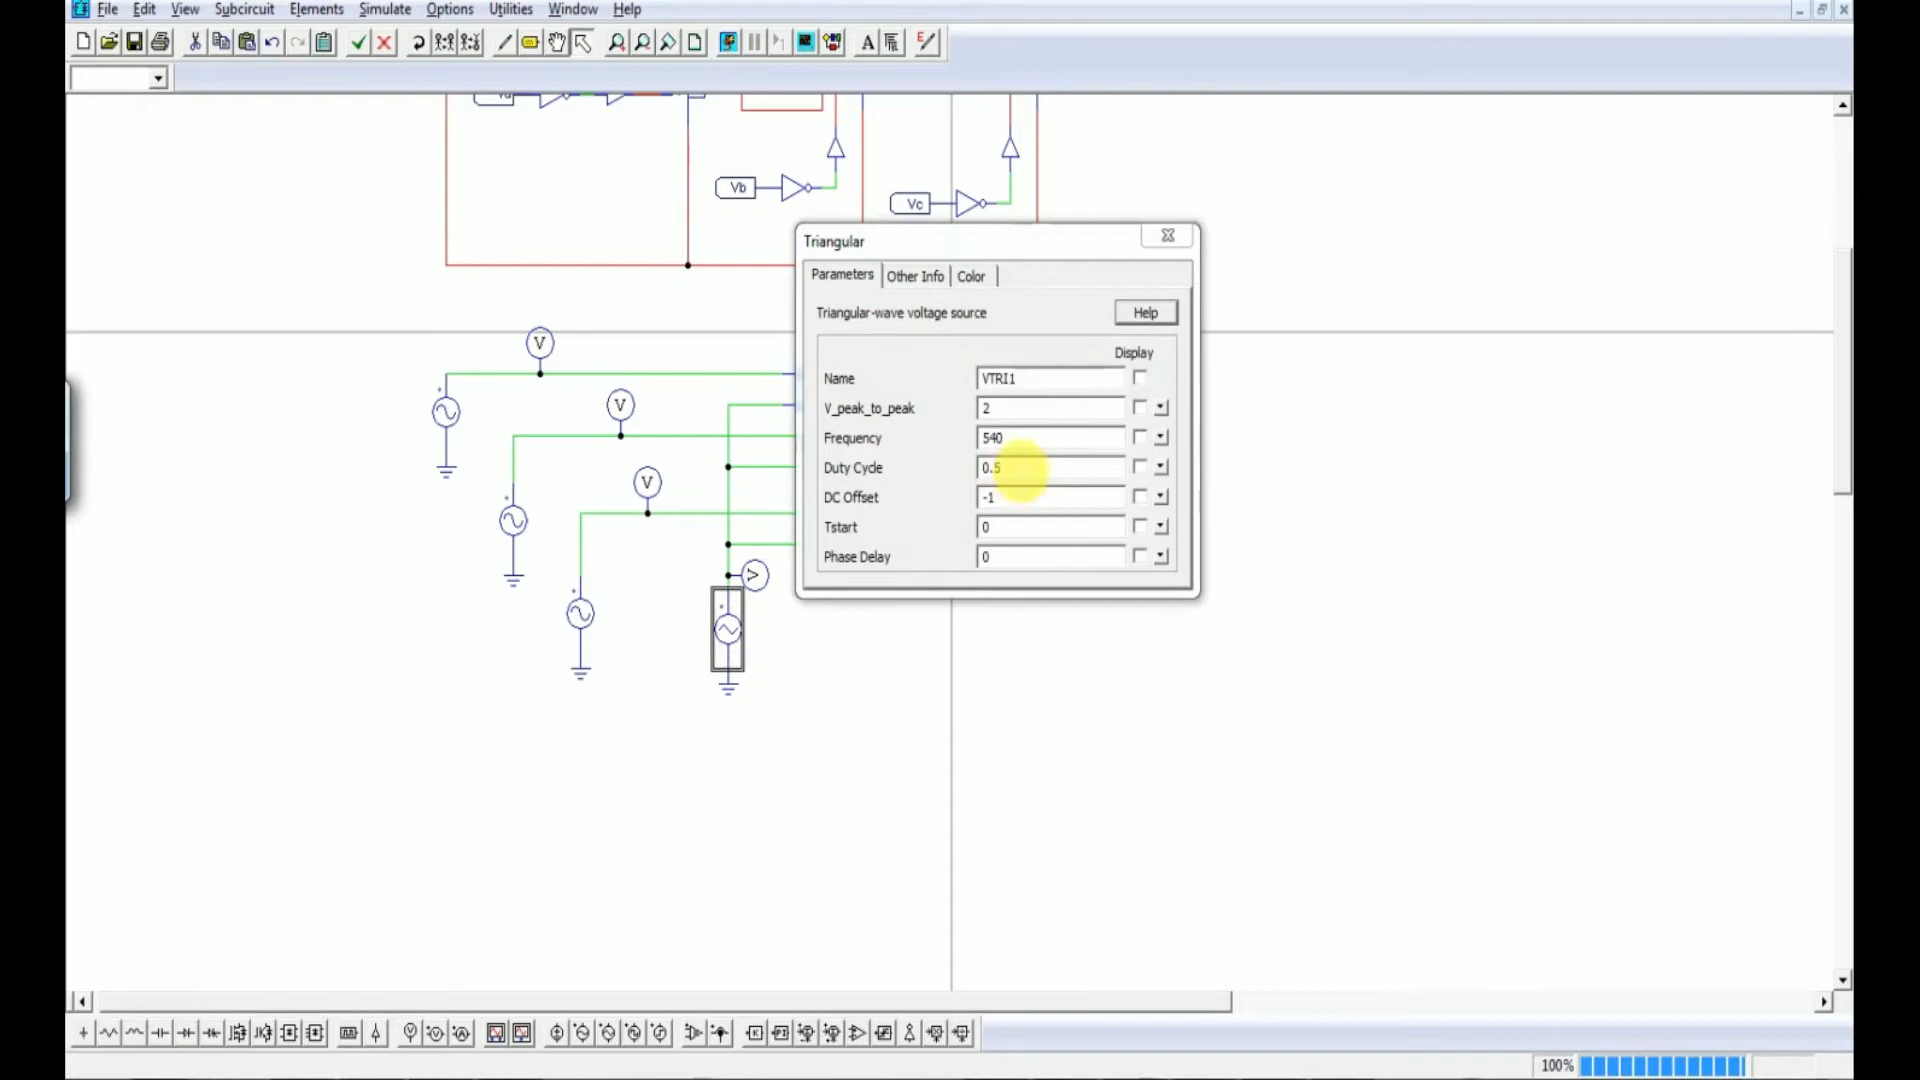 File Edit View Subcircuit Elements Simulate Options Utilities Window Help
Vb
Vc
Triangular
Parameters Other Info Color
Triangular-wave voltage source Help
Display
Name VTRI1
V_peak_to_peak 2
Frequency 540
Duty Cycle 0.5
DC Offset -1
Tstart 0
Phase Delay 0
V
V
V
V
100%